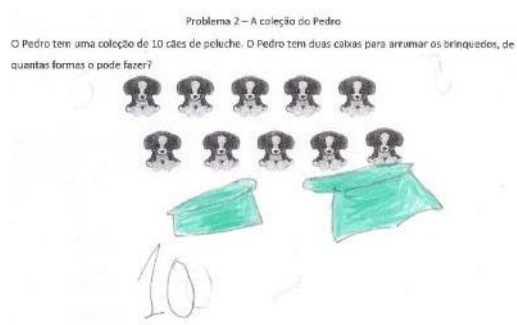 Problema 2 – A coleção do Pedro
O Pedro tem uma coleção de 10 cães de peluche. O Pedro tem duas caixas para arrumar os brinquedos, de
quantas formas o pode fazer?
10